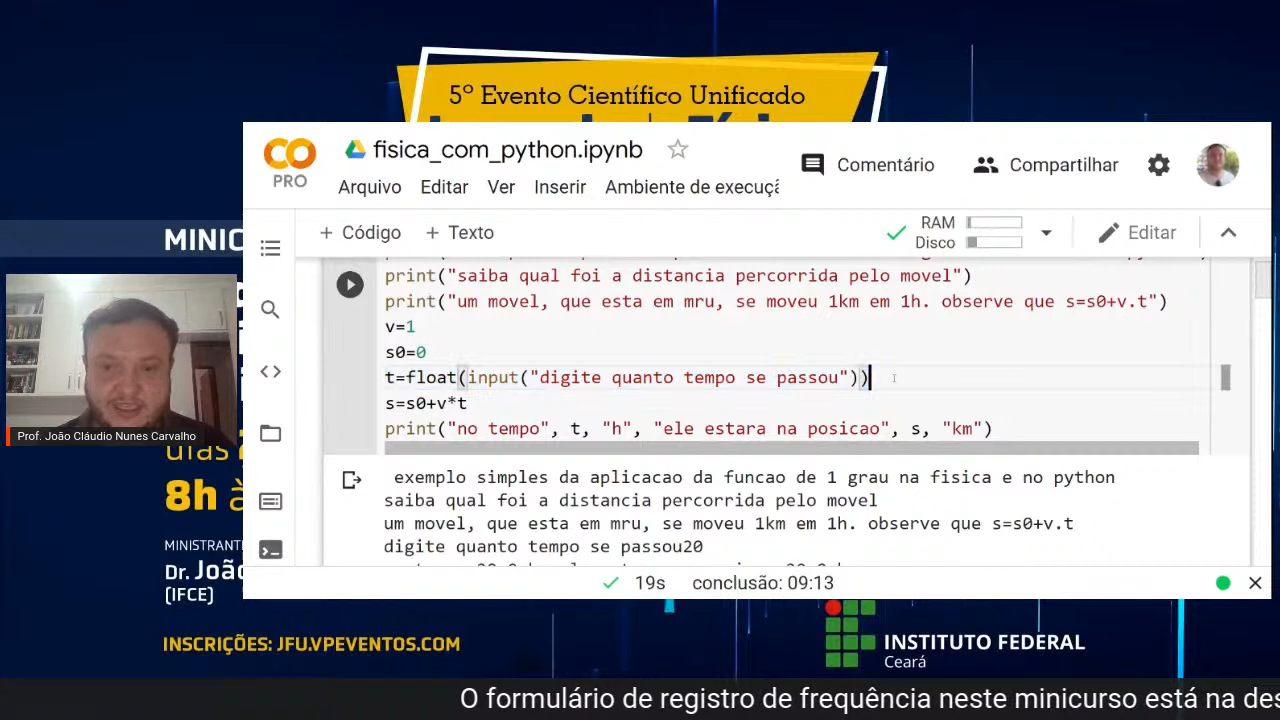 5º Evento Científico Unificado
CO
PRO
fisica_com_python.ipynb
Comentário
Compartilhar
Arquivo Editar Ver Inserir Ambiente de execuçã
+ Código + Texto
RAM
Disco
Editar
MINIC
print("saiba qual foi a distancia percorrida pelo movel")
print("um movel, que esta em mru, se moveu 1km em 1h. observe que s=s0+v.t")
v=1
s0=0
t=float(input("digite quanto tempo se passou"))
s=s0+v*t
print("no tempo", t, "h", "ele estara na posicao", s, "km")
exemplo simples da aplicacao da funcao de 1 grau na fisica e no python
saiba qual foi a distancia percorrida pelo movel
um movel, que esta em mru, se moveu 1km em 1h. observe que s=s0+v.t
digite quanto tempo se passou20
19s conclusão: 09:13
Prof. João Cláudio Nunes Carvalho
dias
8h à
MINISTRANT
Dr. João
(IFCE)
INSCRIÇÕES: JFU.VPEVENTOS.COM
INSTITUTO FEDERAL
Ceará
O formulário de registro de frequência neste minicurso está na des